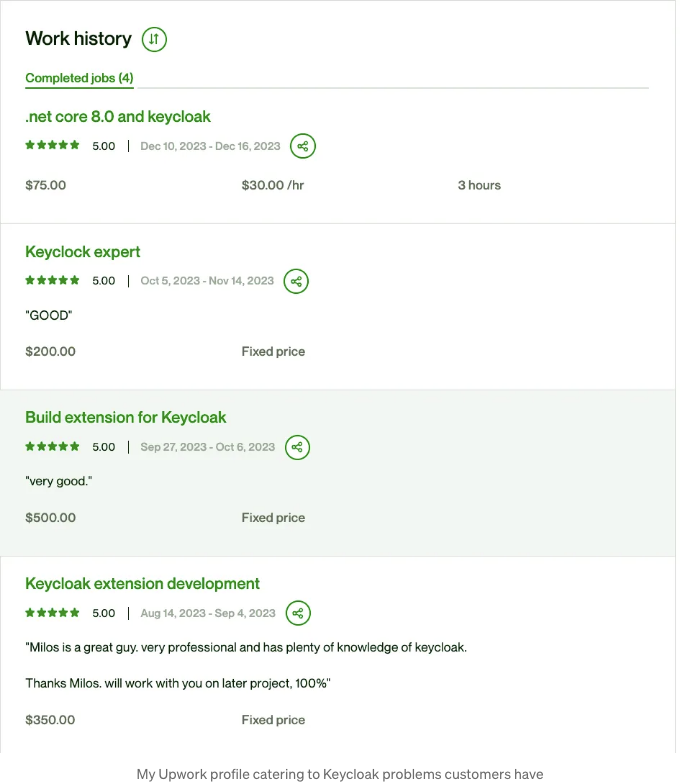 Work history
Completed jobs (4)
.net core 8.0 and keycloak
5.00 | Dec 10, 2023 - Dec 16, 2023
$75.00 $30.00 /hr 3 hours
Keyclock expert
5.00 | Oct 5, 2023 - Nov 14, 2023
"GOOD"
$200.00 Fixed price
Build extension for Keycloak
5.00 | Sep 27, 2023 - Oct 6, 2023
"very good."
$500.00 Fixed price
Keycloak extension development
5.00 | Aug 14, 2023 - Sep 4, 2023
"Milos is a great guy. very professional and has plenty of knowledge of keycloak.
Thanks Milos. will work with you on later project, 100%"
$350.00 Fixed price
My Upwork profile catering to Keycloak problems customers have